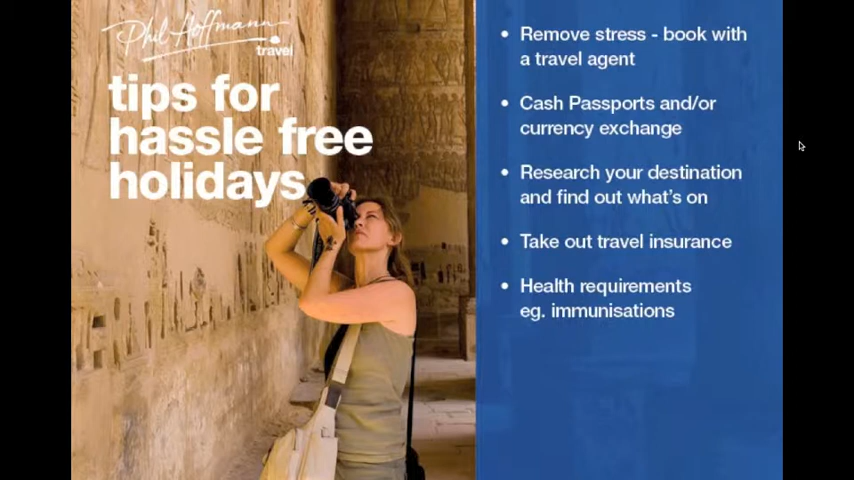 Phil Hoffmann
travel
tips for
hassle free
holidays
• Remove stress - book with
a travel agent
• Cash Passports and/or
currency exchange
• Research your destination
and find out what's on
• Take out travel insurance
• Health requirements
eg. immunisations